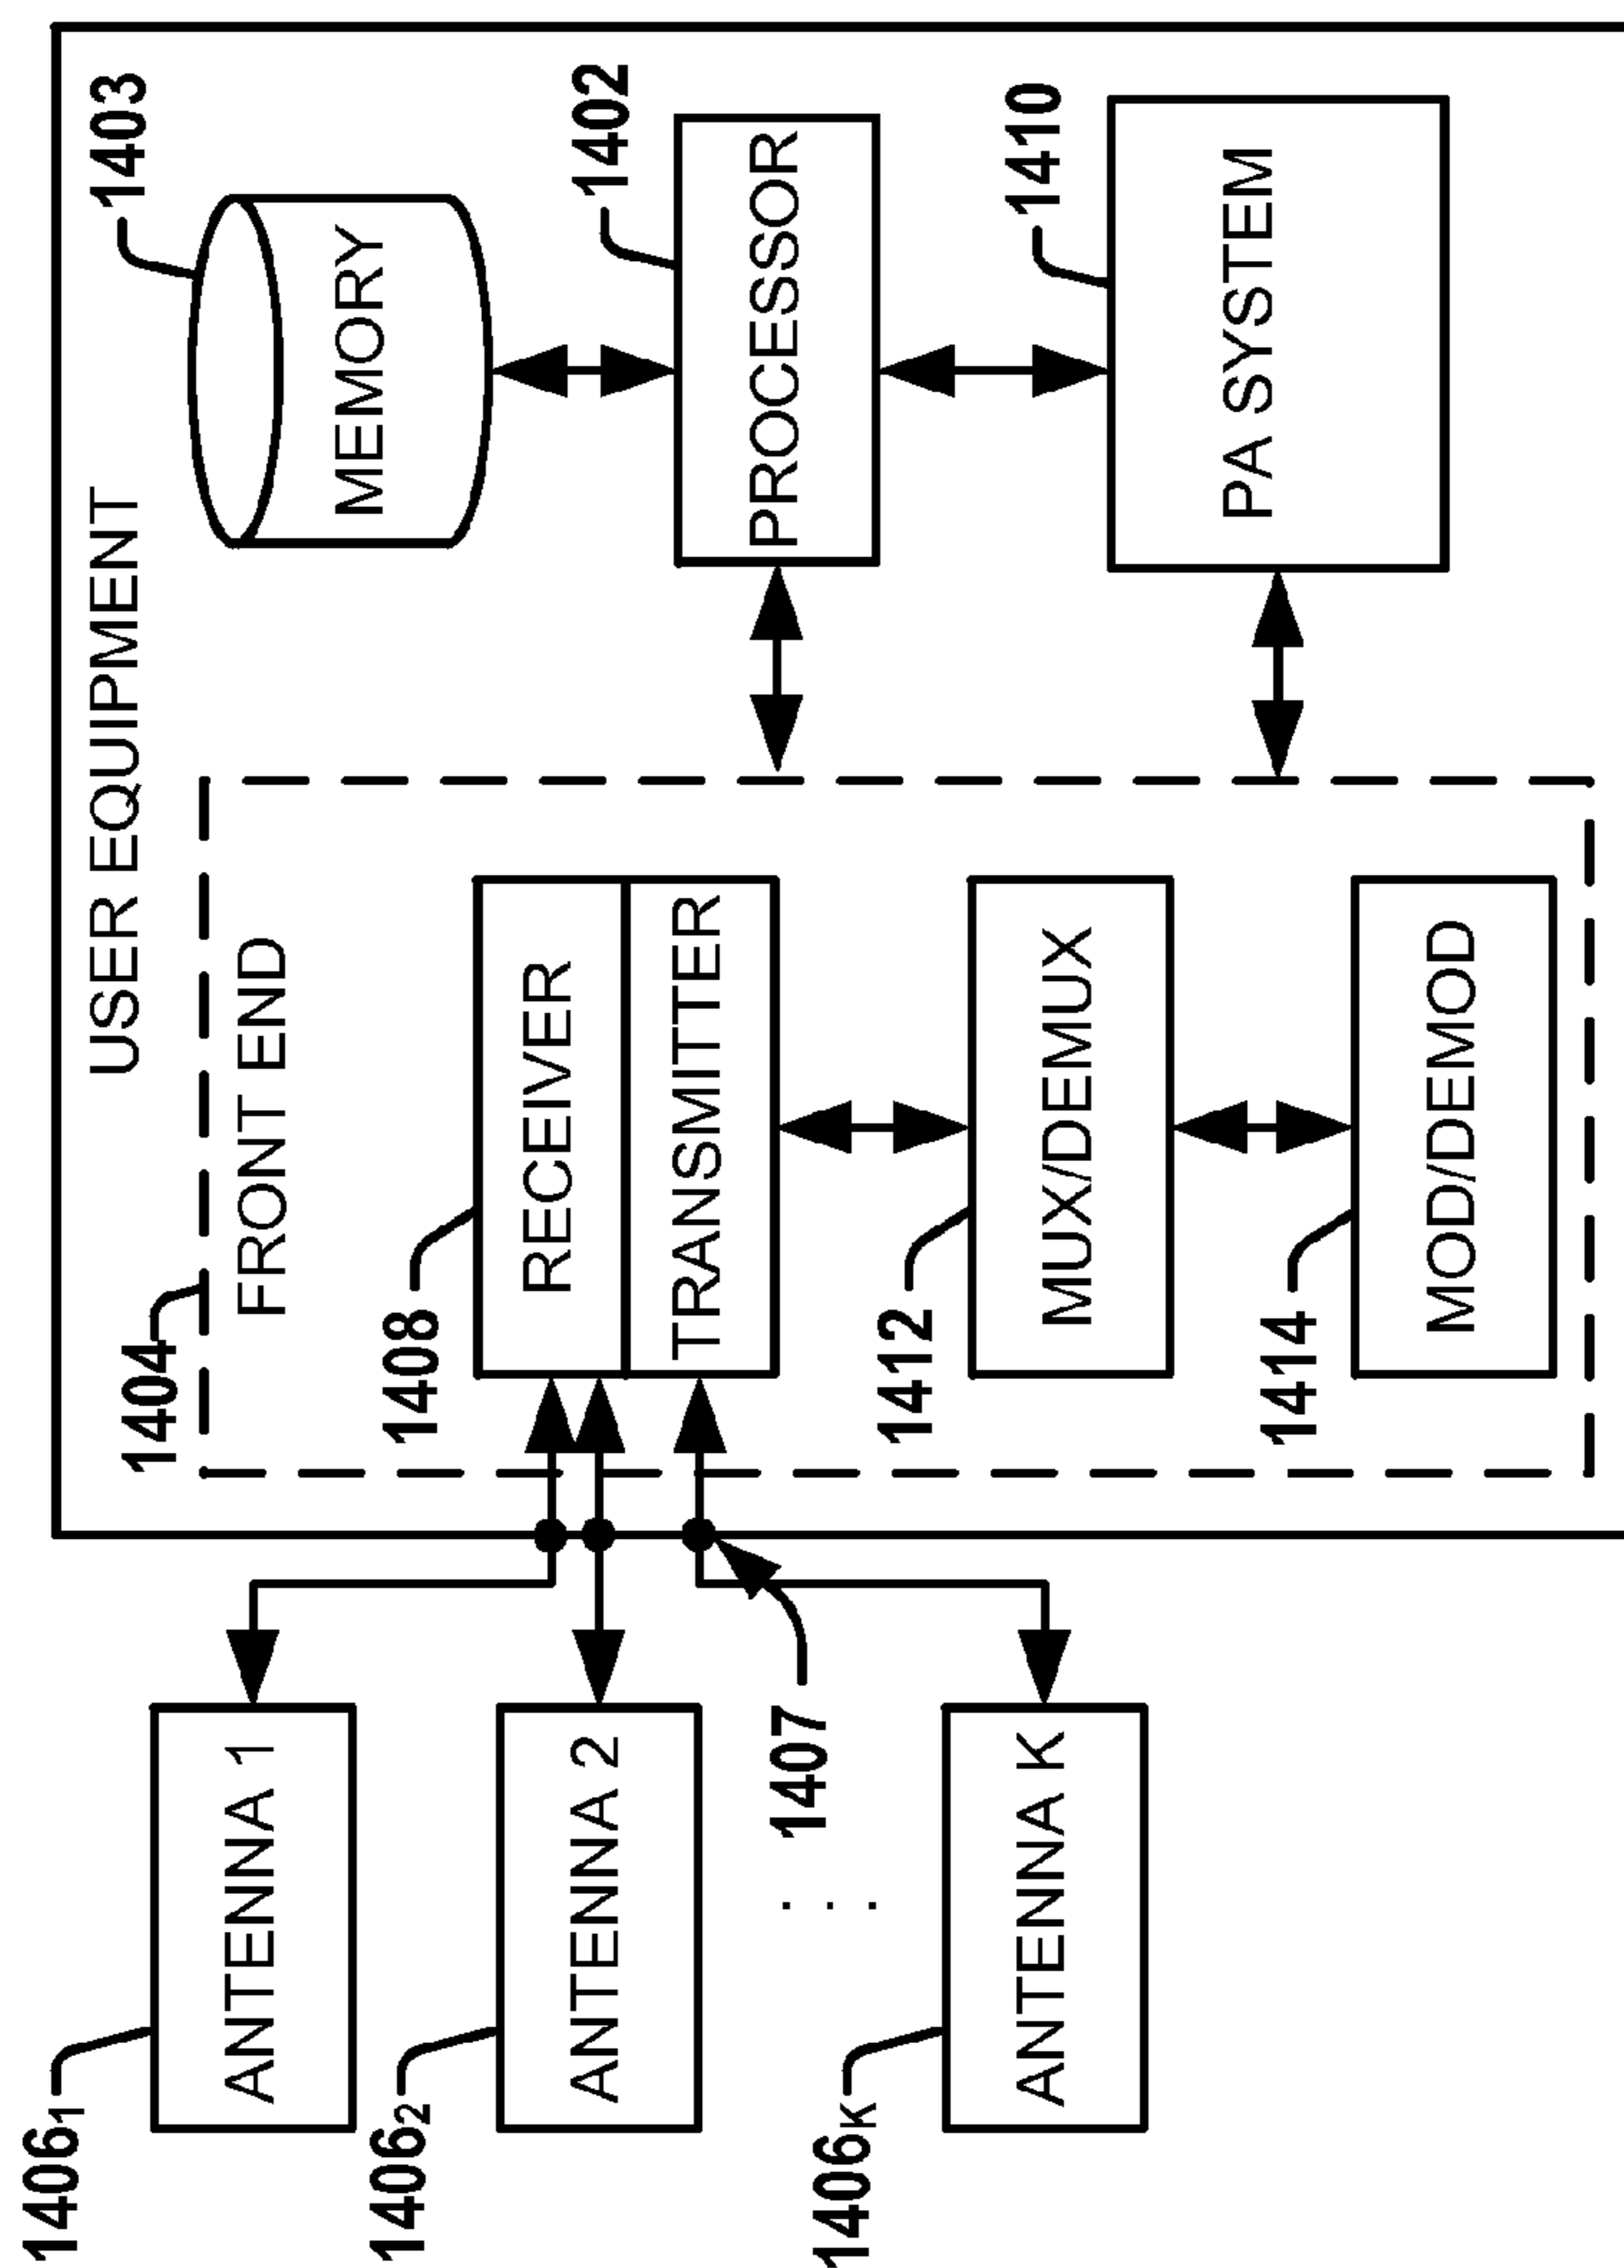 USER EQUIPMENT
1406₁
ANTENNA 1
1406₂
ANTENNA 2
1407
⋮
1406K
ANTENNA K
1404
FRONT END
1408
RECEIVER
TRANSMITTER
1412
MUX/DEMUX
1414
MOD/DEMOD
1403
MEMORY
1402
PROCESSOR
1410
PA SYSTEM